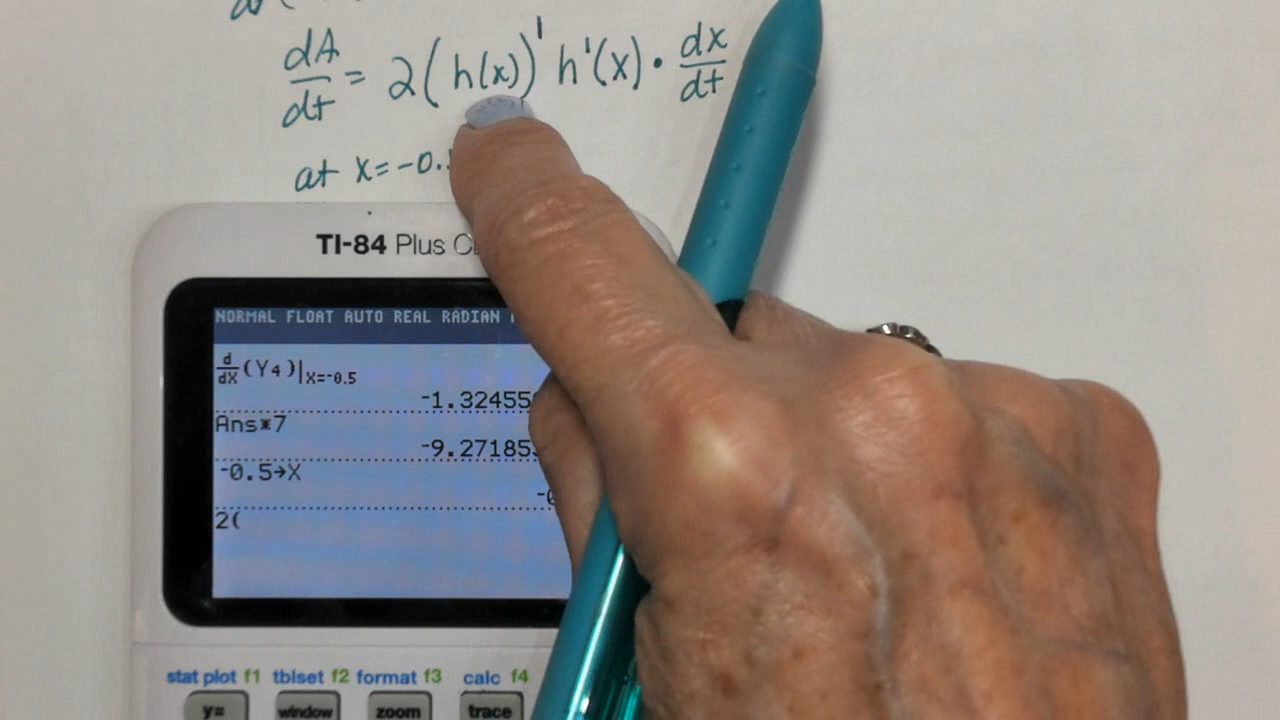 dA/dt = 2(h(x))' h'(x) · dx/dt
at x = -0.
TI-84 Plus C
NORMAL FLOAT AUTO REAL RADIAN
d/dX(Y4)|X=-0.5
-1.32455
Ans*7
-9.27185
-0.5→X
2(
stat plot f1 tblset f2 format f3 calc f4
y= window zoom trace